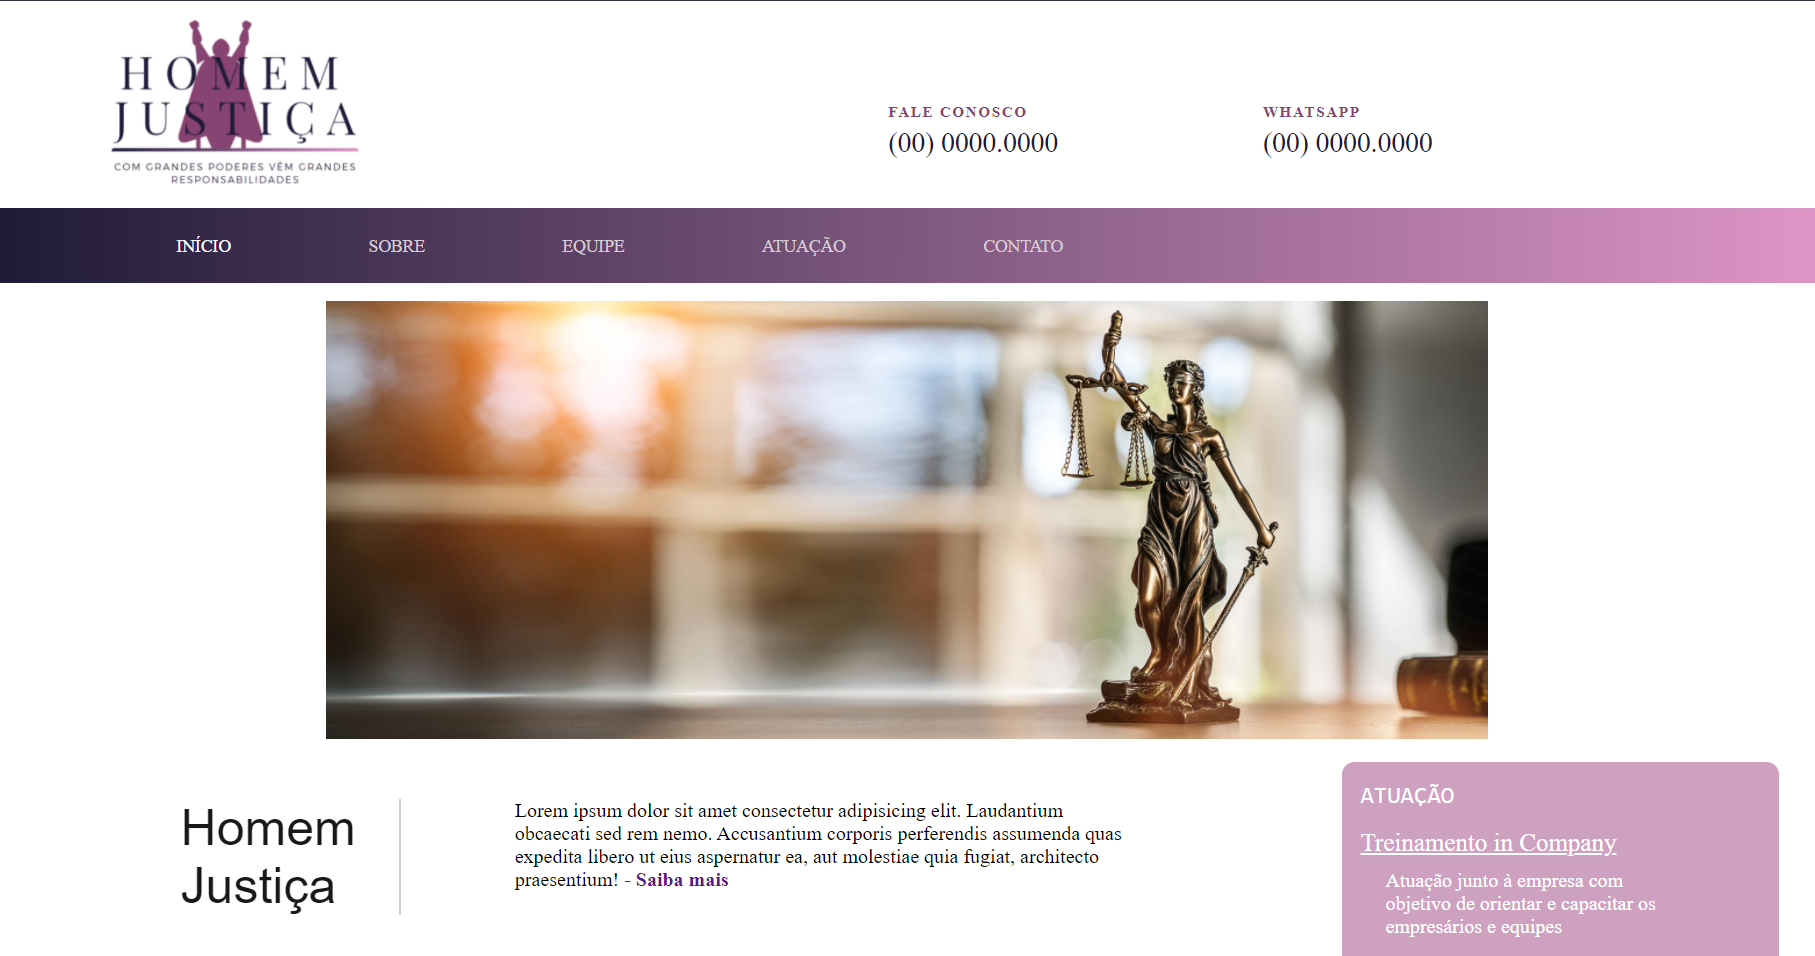 HOMEM
JUSTIÇA
COM GRANDES PODERES VÊM GRANDES
RESPONSABILIDADES
FALE CONOSCO
(00) 0000.0000
WHATSAPP
(00) 0000.0000
INÍCIO
SOBRE
EQUIPE
ATUAÇÃO
CONTATO
Homem
Justiça
Lorem ipsum dolor sit amet consectetur adipisicing elit. Laudantium
obcaecati sed rem nemo. Accusantium corporis perferendis assumenda quas
expedita libero ut eius aspernatur ea, aut molestiae quia fugiat, architecto
praesentium! - Saiba mais
ATUAÇÃO
Treinamento in Company
Atuação junto à empresa com
objetivo de orientar e capacitar os
empresários e equipes